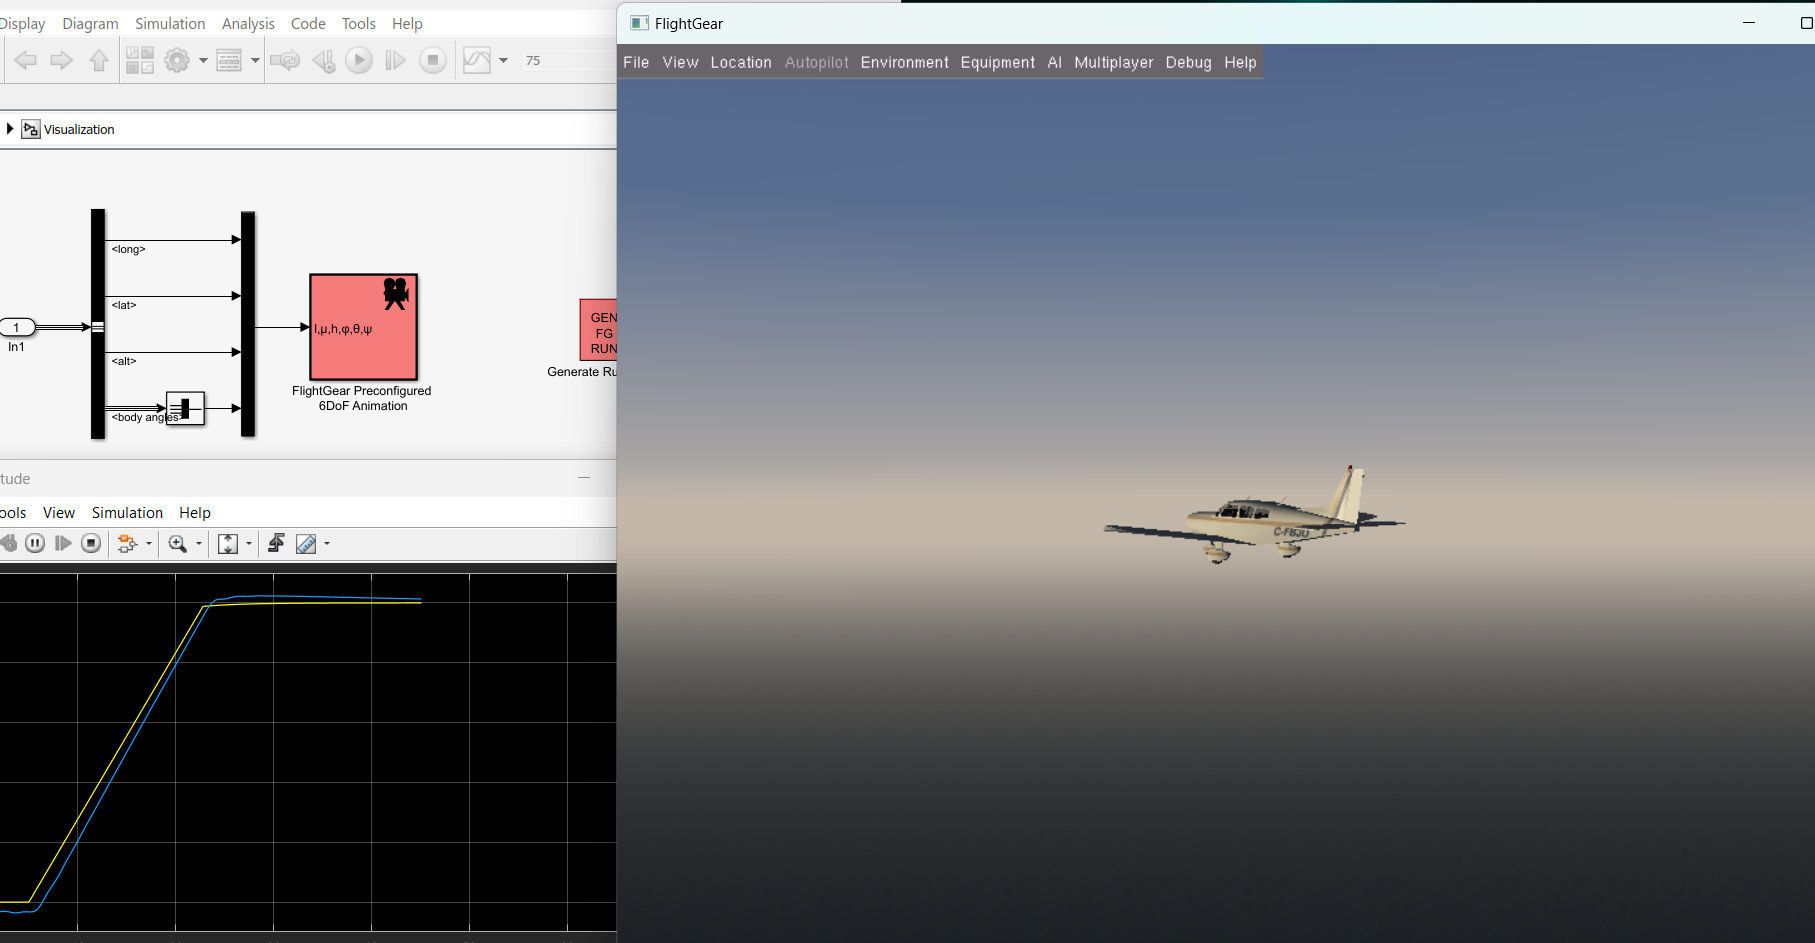 Display Diagram Simulation Analysis Code Tools Help
75
Visualization
<long>
<lat>
1
In1
<alt>
<body angles>
l,μ,h,φ,θ,ψ
FlightGear Preconfigured
6DoF Animation
GEN
FG
RUN
Generate Ru
tude
ools View Simulation Help
FlightGear
File View Location Autopilot Environment Equipment AI Multiplayer Debug Help